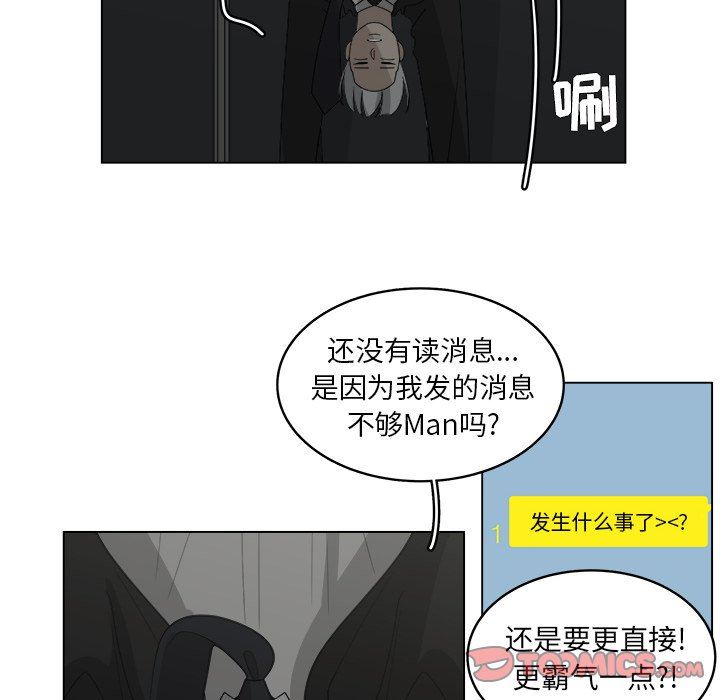 唰
还没有读消息...
是因为我发的消息
不够Man吗?
1
发生什么事了><?
还是要更直接!
更霸气一点?!
TOOMICS